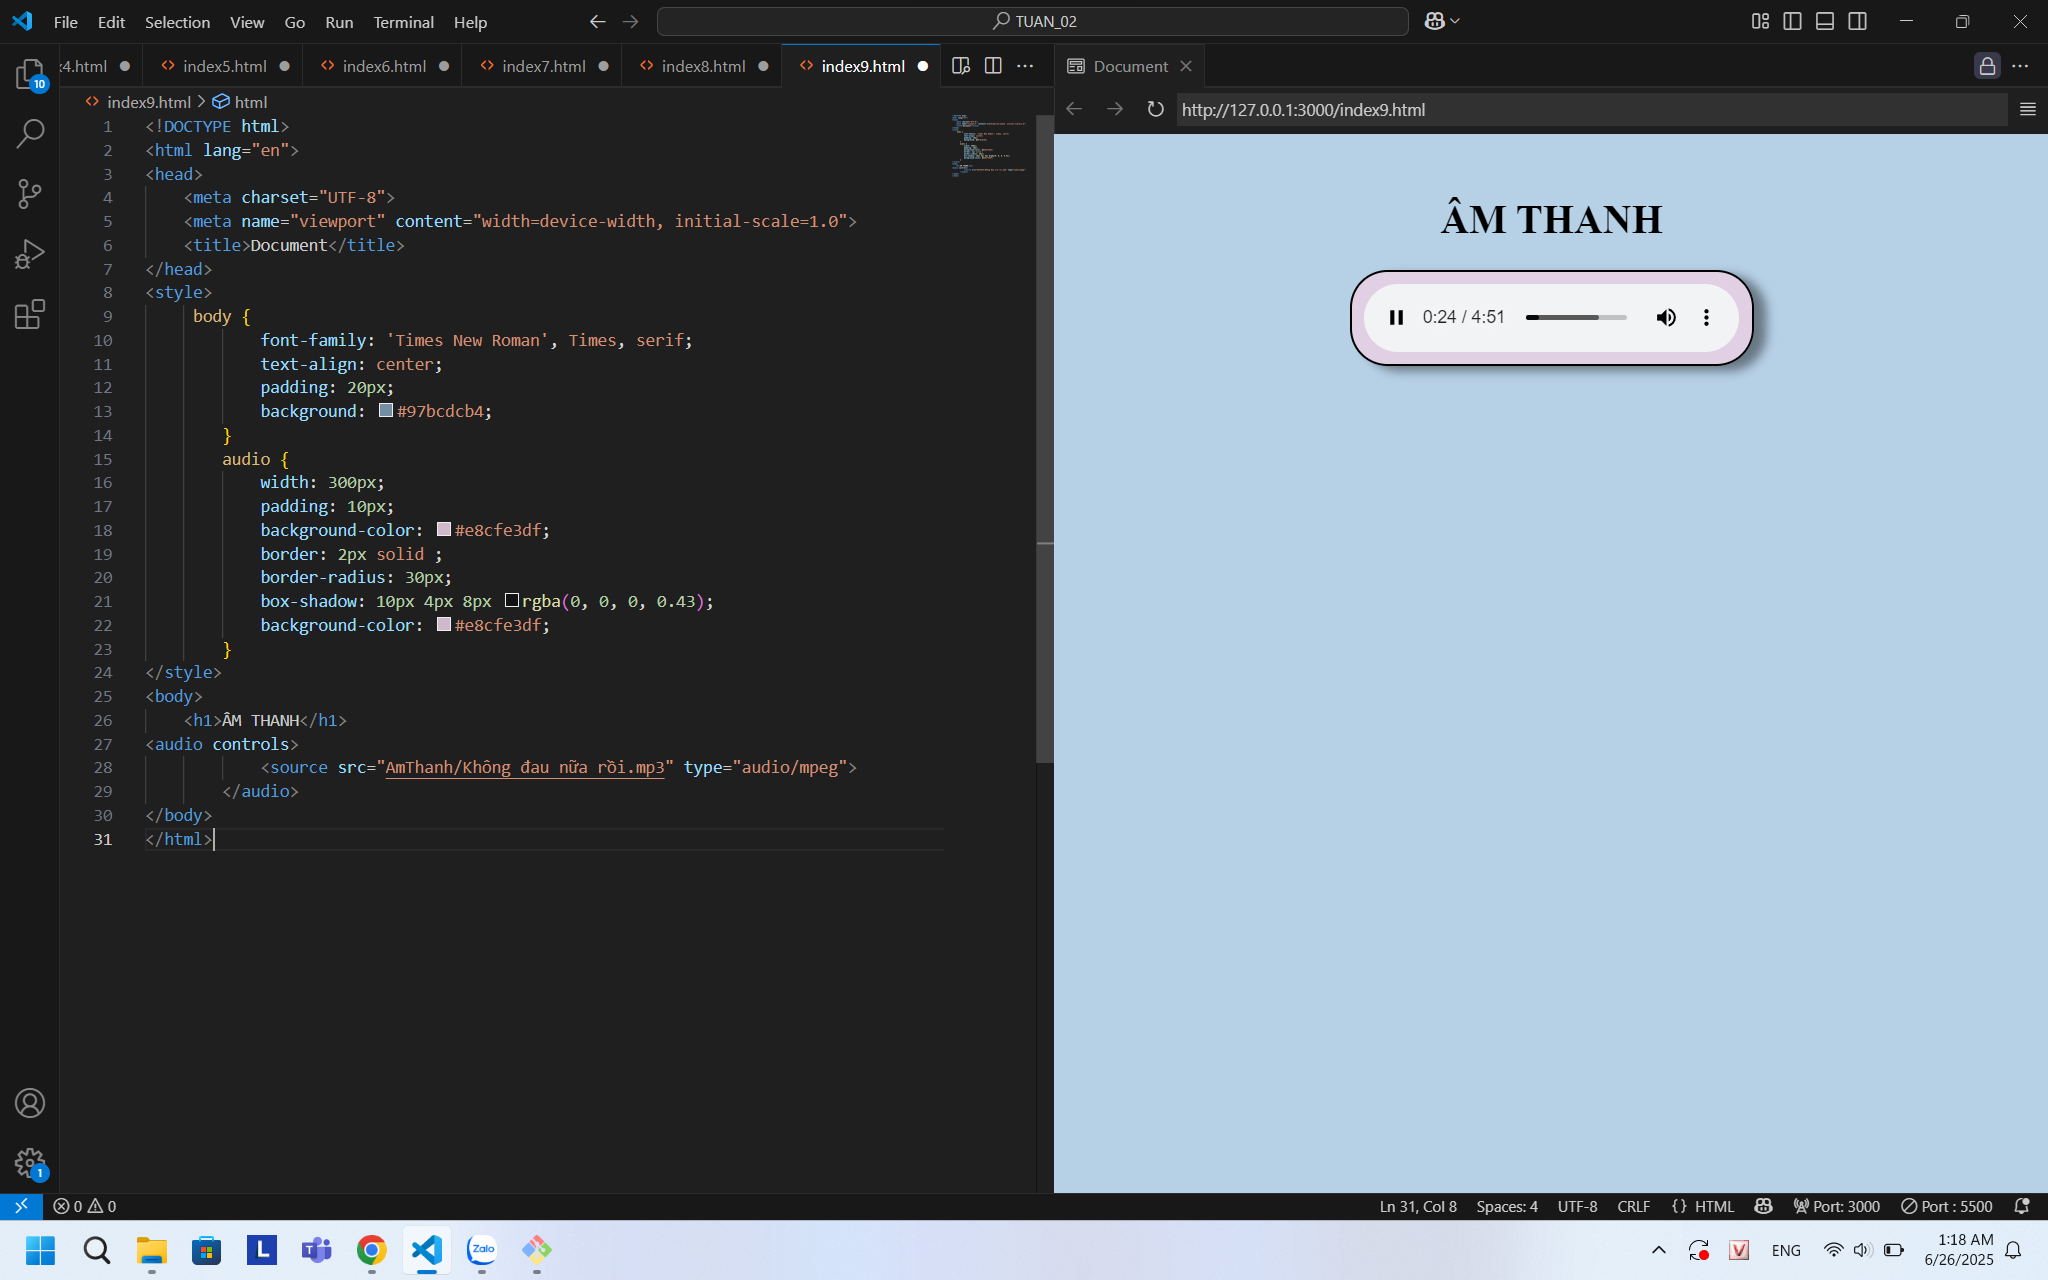 File Edit Selection View Go Run Terminal Help
TUAN_02
x4.html index5.html index6.html index7.html index8.html index9.html
Document
10
index9.html > html
http://127.0.0.1:3000/index9.html
1 <!DOCTYPE html>
2 <html lang="en">
3 <head>
4 <meta charset="UTF-8">
5 <meta name="viewport" content="width=device-width, initial-scale=1.0">
6 <title>Document</title>
7 </head>
8 <style>
9 body {
10 font-family: 'Times New Roman', Times, serif;
11 text-align: center;
12 padding: 20px;
13 background: #97bcdcb4;
14 }
15 audio {
16 width: 300px;
17 padding: 10px;
18 background-color: #e8cfe3df;
19 border: 2px solid ;
20 border-radius: 30px;
21 box-shadow: 10px 4px 8px rgba(0, 0, 0, 0.43);
22 background-color: #e8cfe3df;
23 }
24 </style>
25 <body>
26 <h1>ÂM THANH</h1>
27 <audio controls>
28 <source src="AmThanh/Không đau nữa rồi.mp3" type="audio/mpeg">
29 </audio>
30 </body>
31 </html>
ÂM THANH
0:24 / 4:51
1
0 0
Ln 31, Col 8 Spaces: 4 UTF-8 CRLF {} HTML Port: 3000 Port : 5500
L
T
Zalo
V
ENG
1:18 AM
6/26/2025